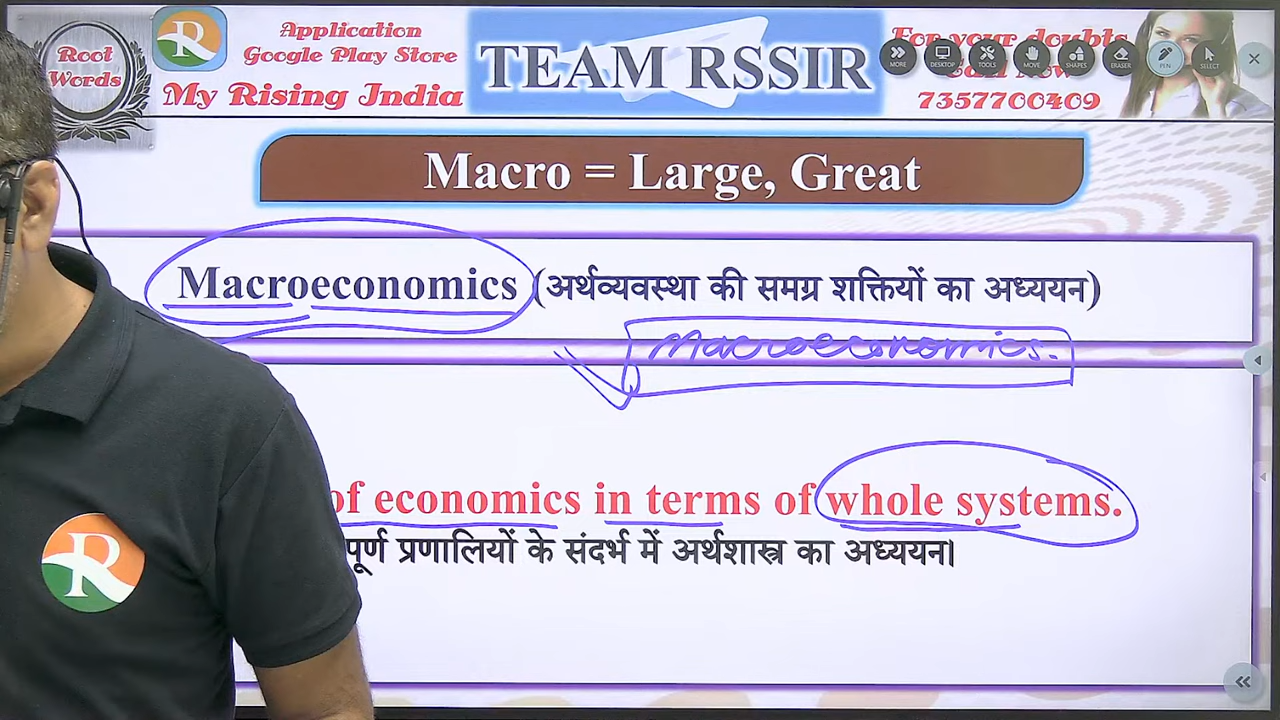 Root
Words
R
Application
Google Play Store
My Rising India
TEAM RSSIR
For your doubts
Call Now
7357700409
MORE
DESKTOP
TOOLS
MOVE
SHAPES
ERASER
PEN
SELECT
Macro = Large, Great
Macroeconomics (अर्थव्यवस्था की समग्र शक्तियों का अध्ययन)
Macroeconomics.
of economics in terms of whole systems.
पूर्ण प्रणालियों के संदर्भ में अर्थशास्त्र का अध्ययन।
R